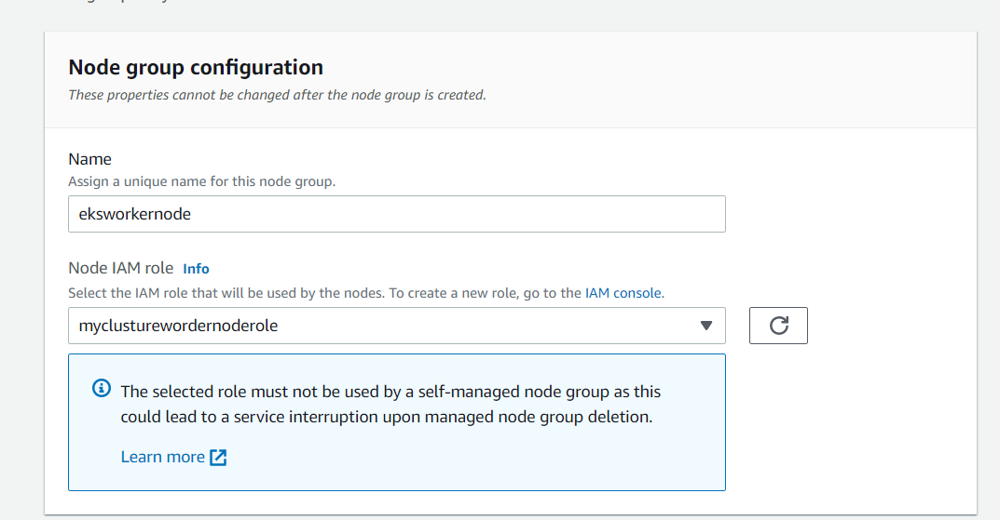 Node group configuration
These properties cannot be changed after the node group is created.
Name
Assign a unique name for this node group.
eksworkernode
Node IAM role Info
Select the IAM role that will be used by the nodes. To create a new role, go to the IAM console.
myclusturewordernoderole
The selected role must not be used by a self-managed node group as this
could lead to a service interruption upon managed node group deletion.
Learn more